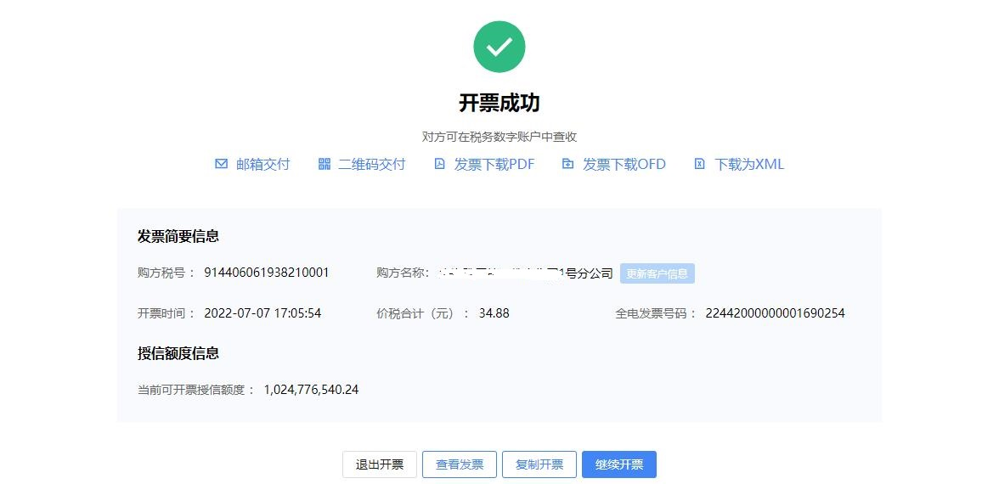 开票成功
对方可在税务数字账户中查收
邮箱交付 二维码交付 发票下载PDF 发票下载OFD 下载为XML
发票简要信息
购方税号： 914406061938210001 购方名称： 1号分公司 更新客户信息
开票时间： 2022-07-07 17:05:54 价税合计（元）： 34.88 全电发票号码： 22442000000001690254
授信额度信息
当前可开票授信额度： 1,024,776,540.24
退出开票 查看发票 复制开票 继续开票